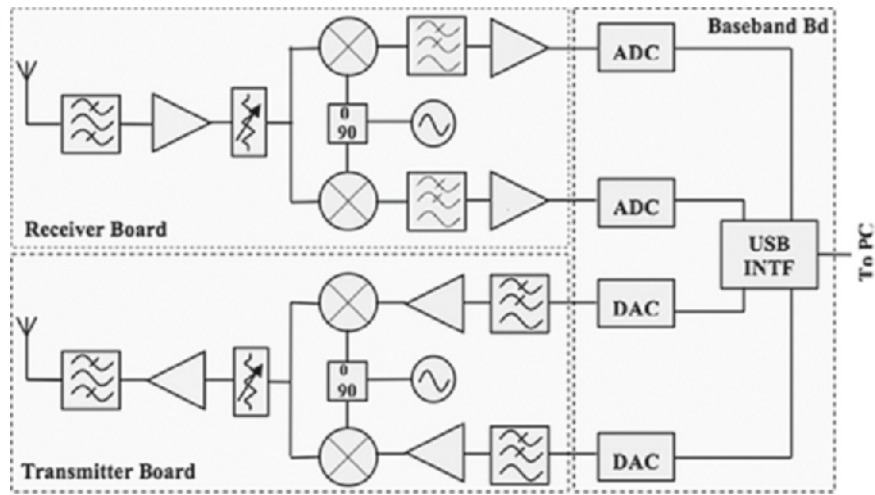 Baseband Bd
ADC
0
90
ADC
Receiver Board
USB
INTF
To PC
DAC
0
90
DAC
Transmitter Board